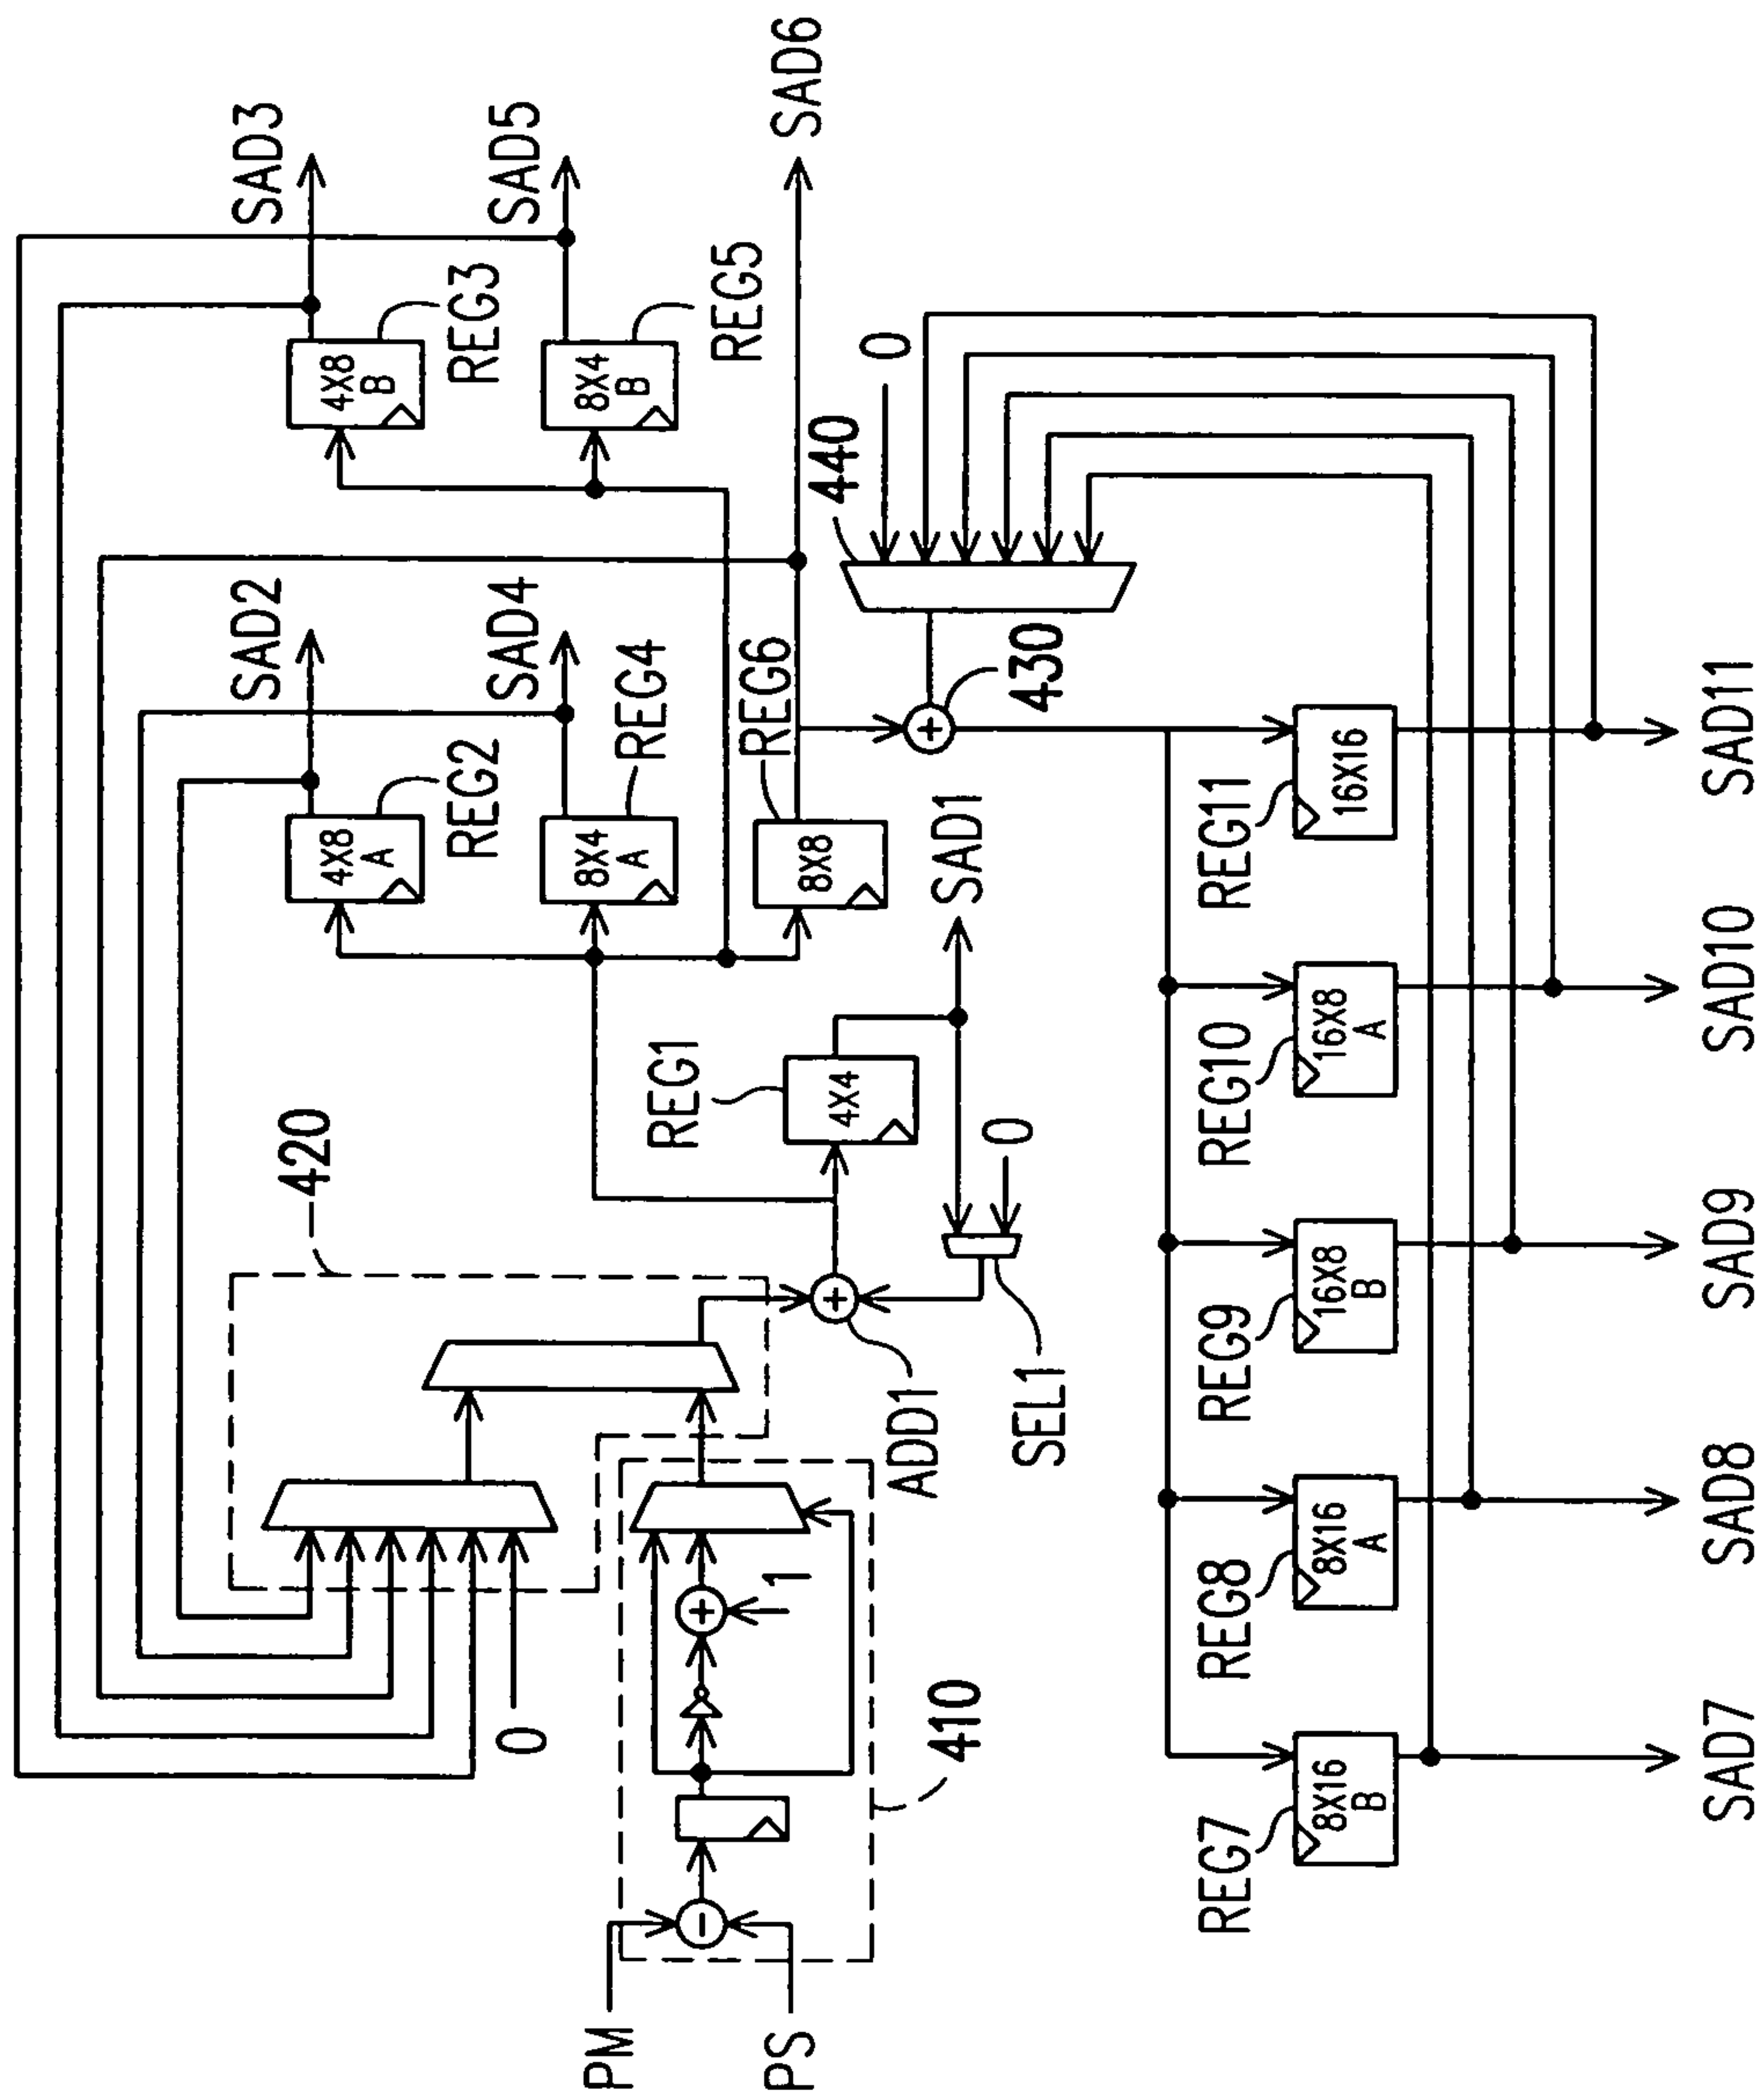 PM
PS
410
0
1
420
ADD1
SEL1
0
REG1
4X4
SAD1
4X8
A
REG2
SAD2
8X4
A
REG4
SAD4
8X8
REG6
4X8
B
REG3
SAD3
8X4
B
REG5
SAD5
SAD6
430
440
0
REG7
8X16
B
SAD7
REG8
8X16
A
SAD8
REG9
16X8
B
SAD9
REG10
16X8
A
SAD10
REG11
16X16
SAD11